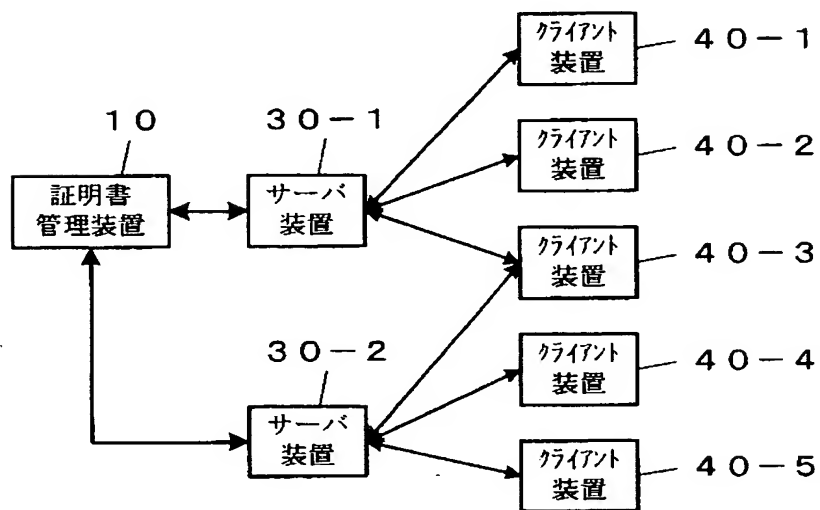 クライアント
装置
40-1
10
30-1
クライアント
装置
40-2
証明書
管理装置
サーバ
装置
クライアント
装置
40-3
30-2
クライアント
装置
40-4
サーバ
装置
クライアント
装置
40-5